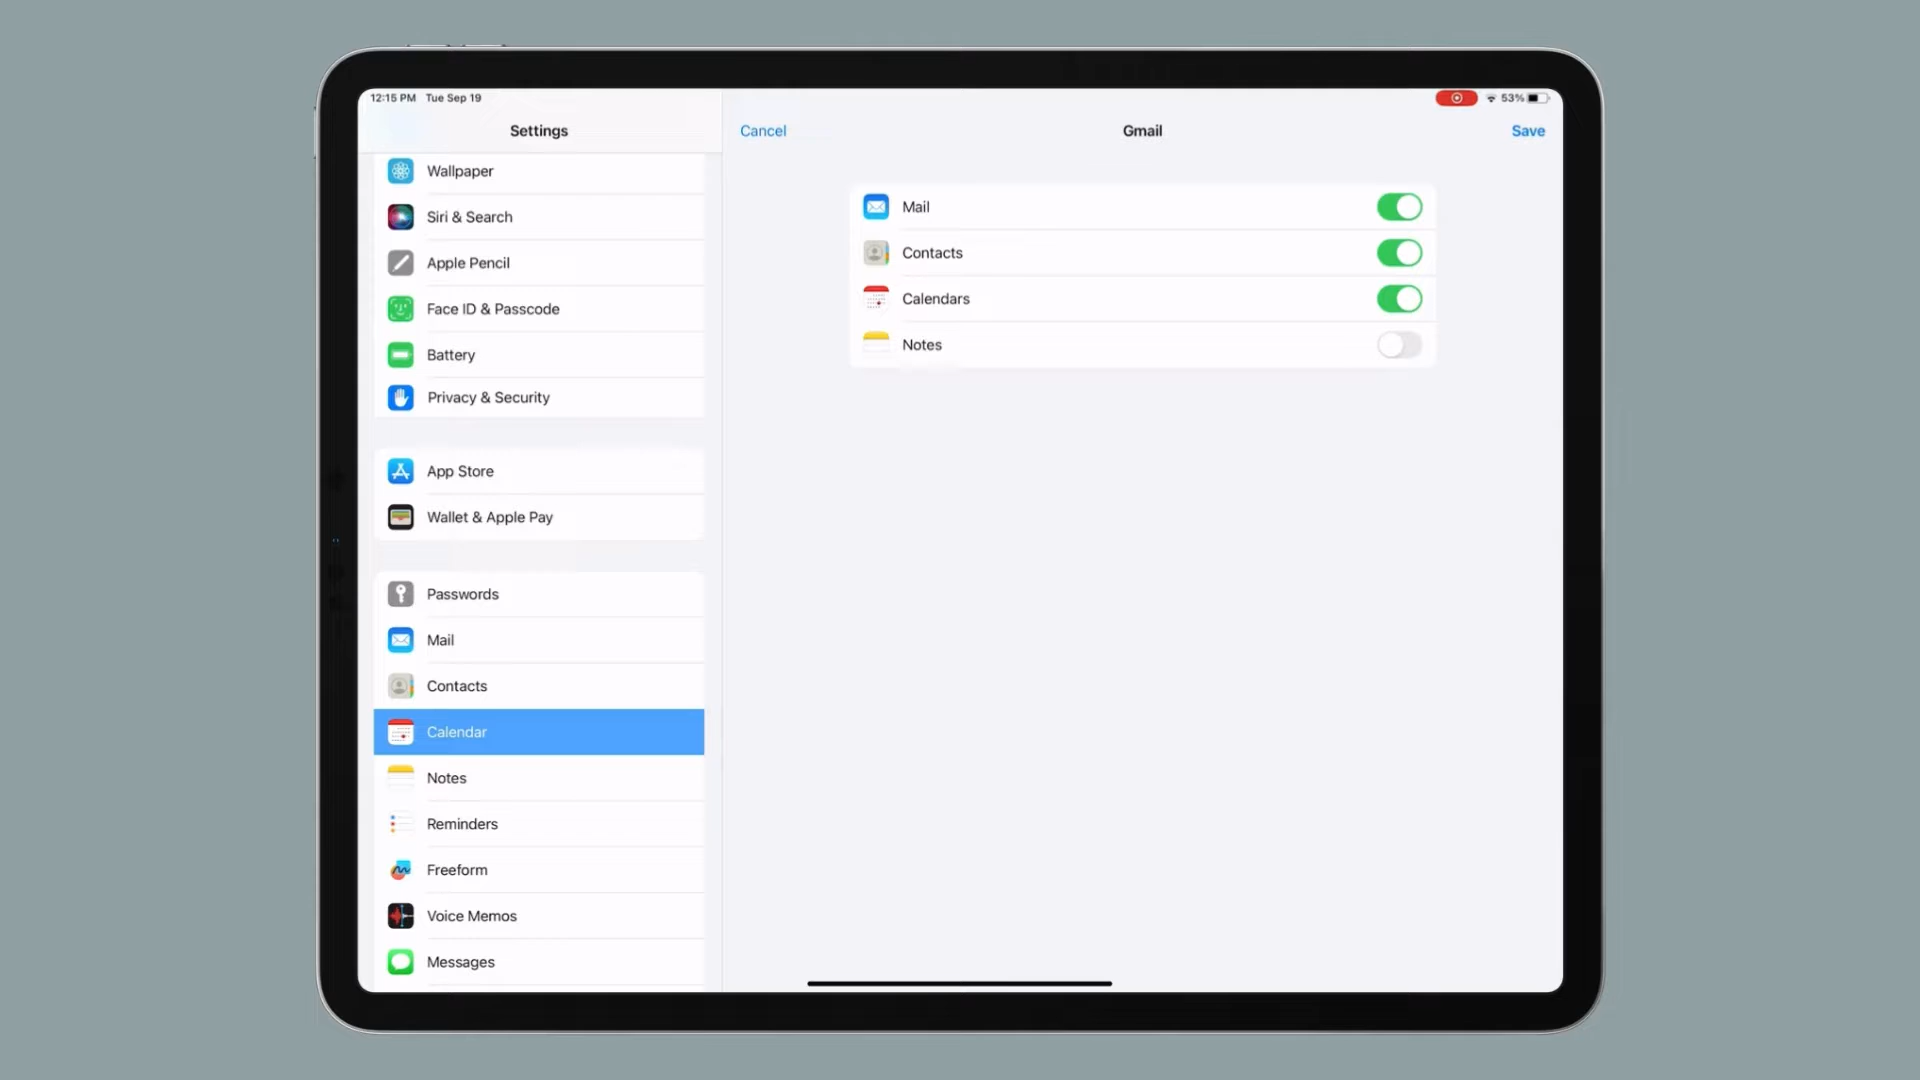 12:15 PM Tue Sep 19
53%
Settings
Cancel
Gmail
Save
Wallpaper
Siri & Search
Apple Pencil
Face ID & Passcode
Battery
Privacy & Security
App Store
Wallet & Apple Pay
Passwords
Mail
Contacts
Calendar
Notes
Reminders
Freeform
Voice Memos
Messages
Mail
Contacts
Calendars
Notes